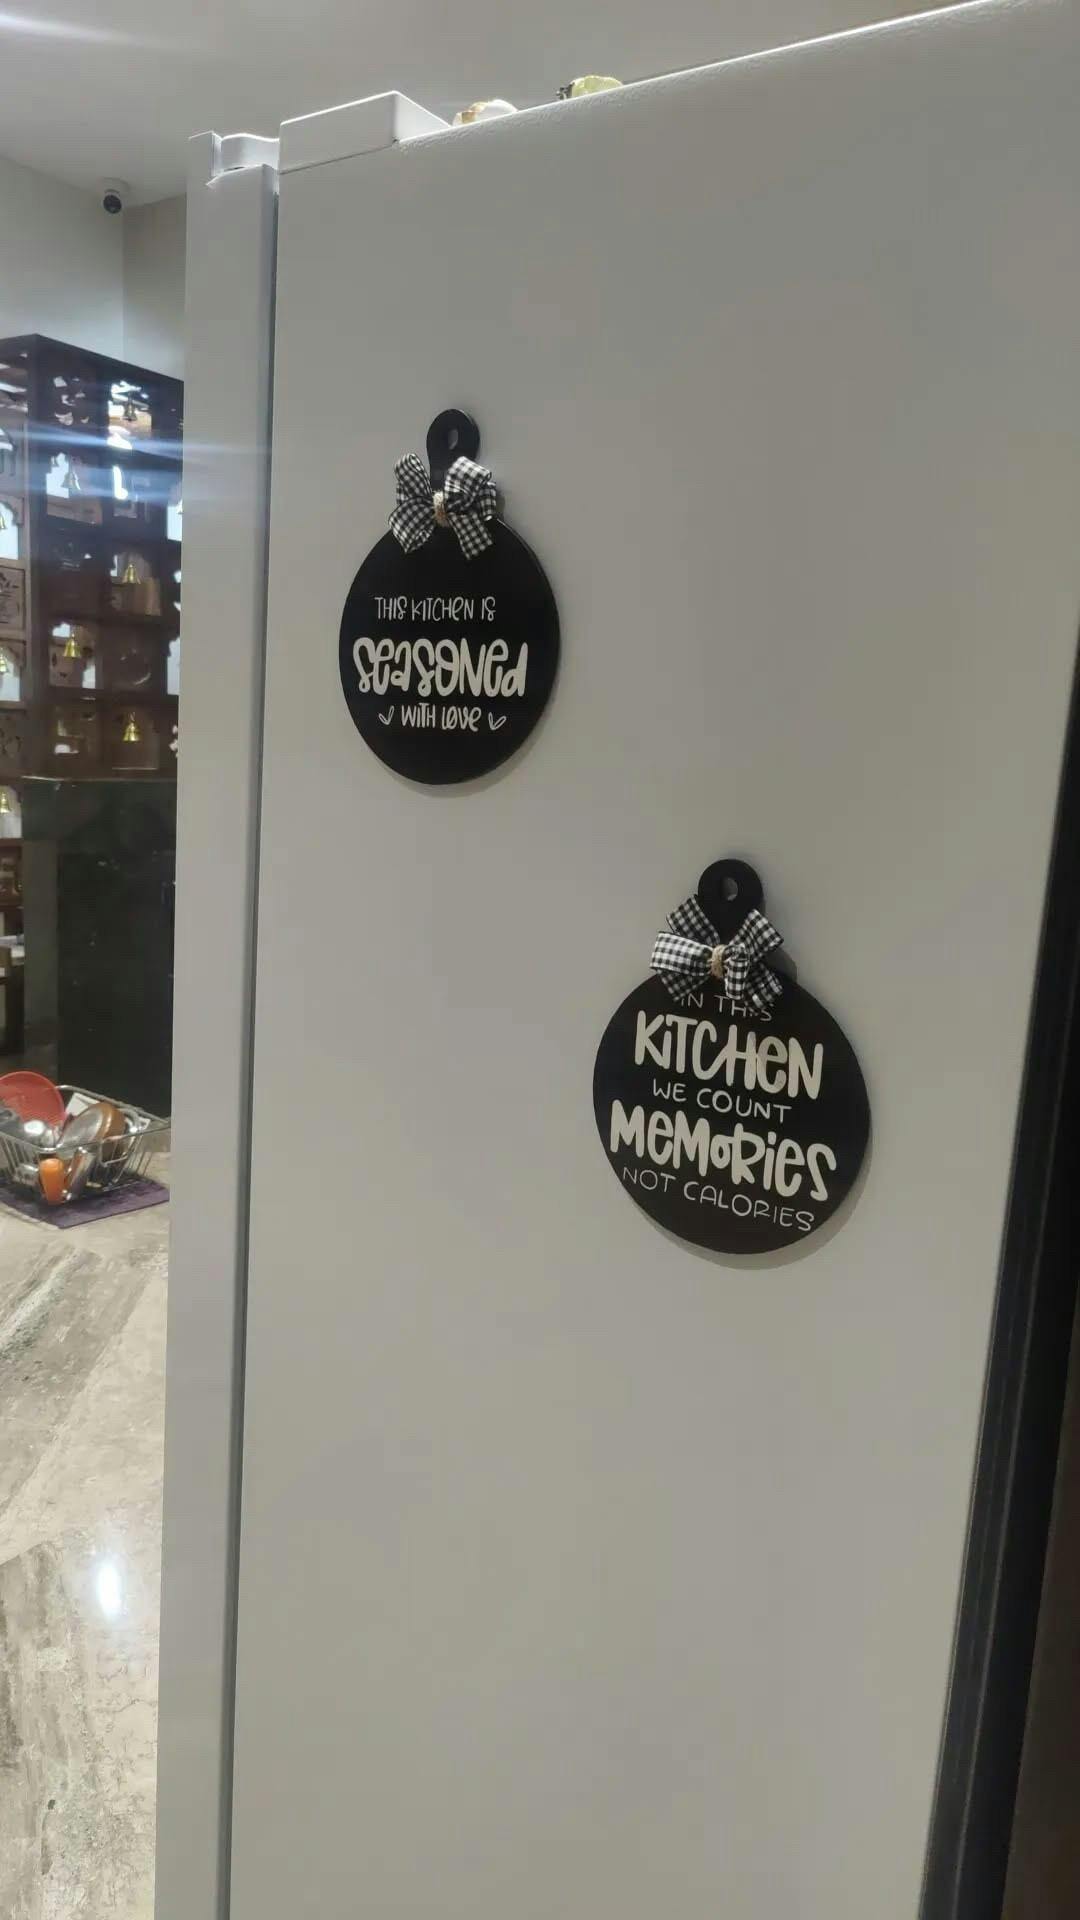 THIS KITCHEN IS
SEASONED
WITH LOVE
IN THIS
KITCHEN
WE COUNT
MEMORIES
NOT CALORIES